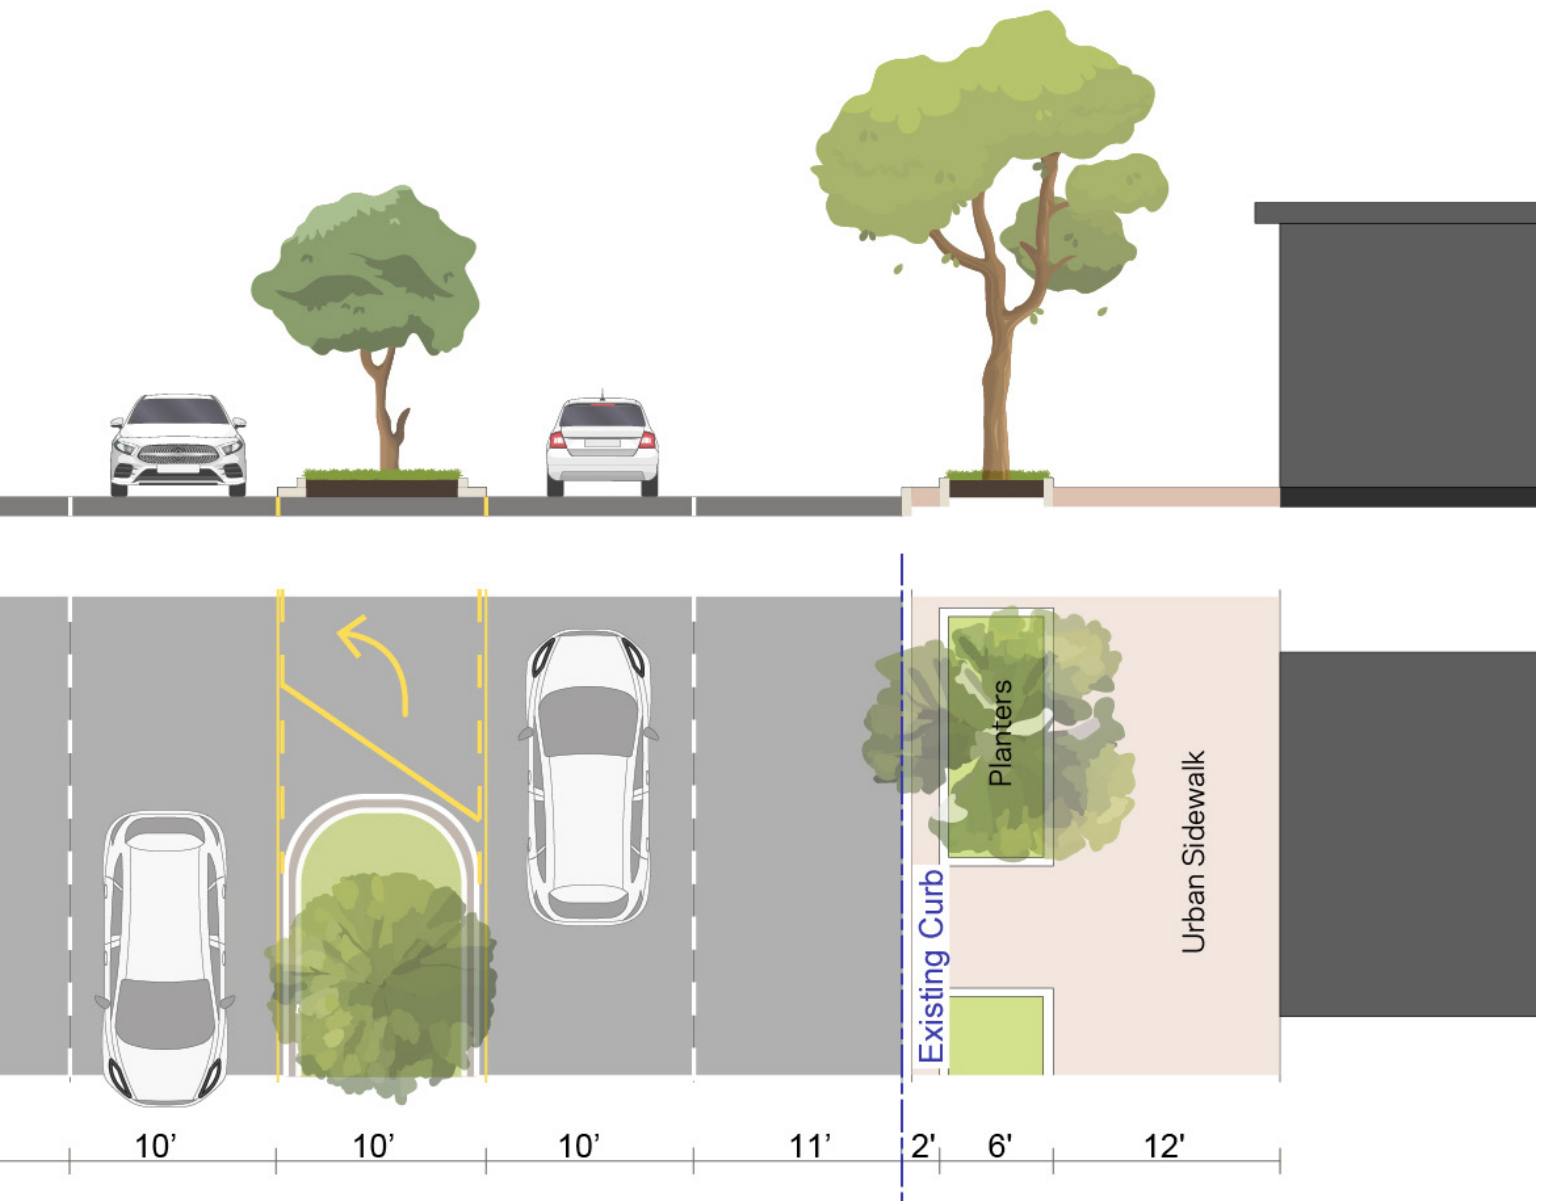 Planters
Urban Sidewalk
Existing Curb
10’
10’
10’
11’
2'
6'
12'